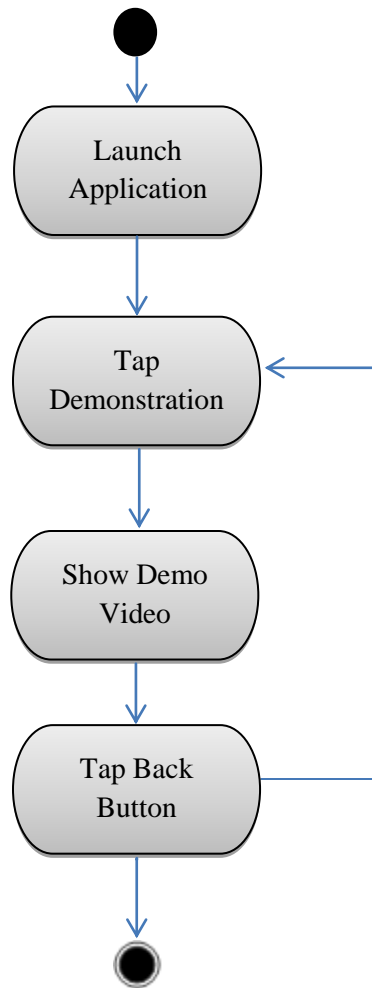 Launch
Application
Tap
Demonstration
Show Demo
Video
Tap Back
Button